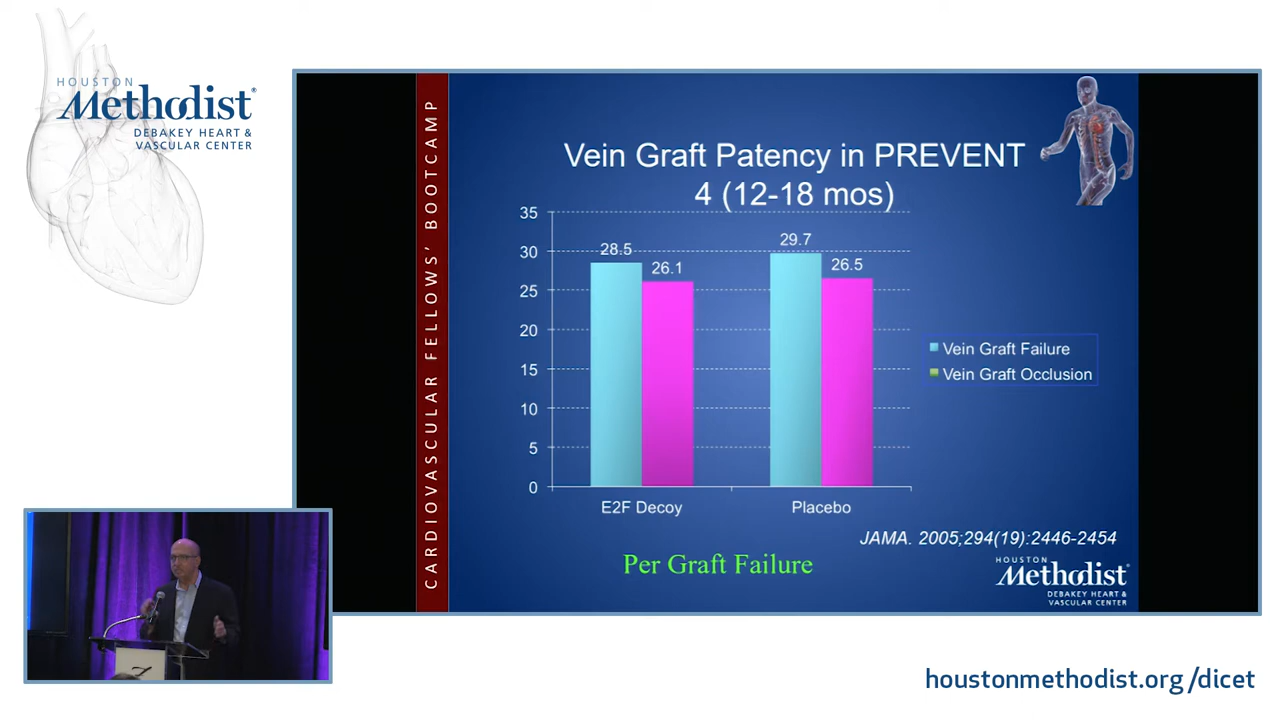 HOUSTON
Methodist®
DEBAKEY HEART &
VASCULAR CENTER
CARDIOVASCULAR FELLOWS' BOOTCAMP
Vein Graft Patency in PREVENT
4 (12-18 mos)
35
30
25
20
15
10
5
0
28.5
26.1
29.7
26.5
E2F Decoy
Placebo
Vein Graft Failure
Vein Graft Occlusion
JAMA. 2005;294(19):2446-2454
Per Graft Failure
HOUSTON
Methodist®
DEBAKEY HEART &
VASCULAR CENTER
houstonmethodist.org/dicet